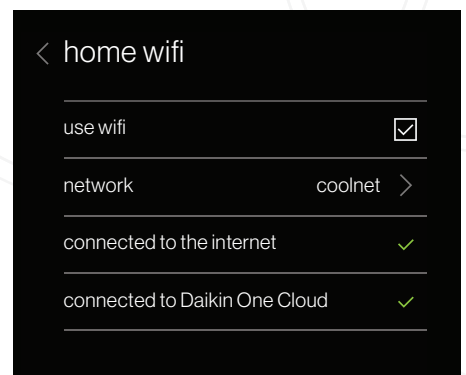 home wifi
use wifi
network coolnet
connected to the internet
connected to Daikin One Cloud